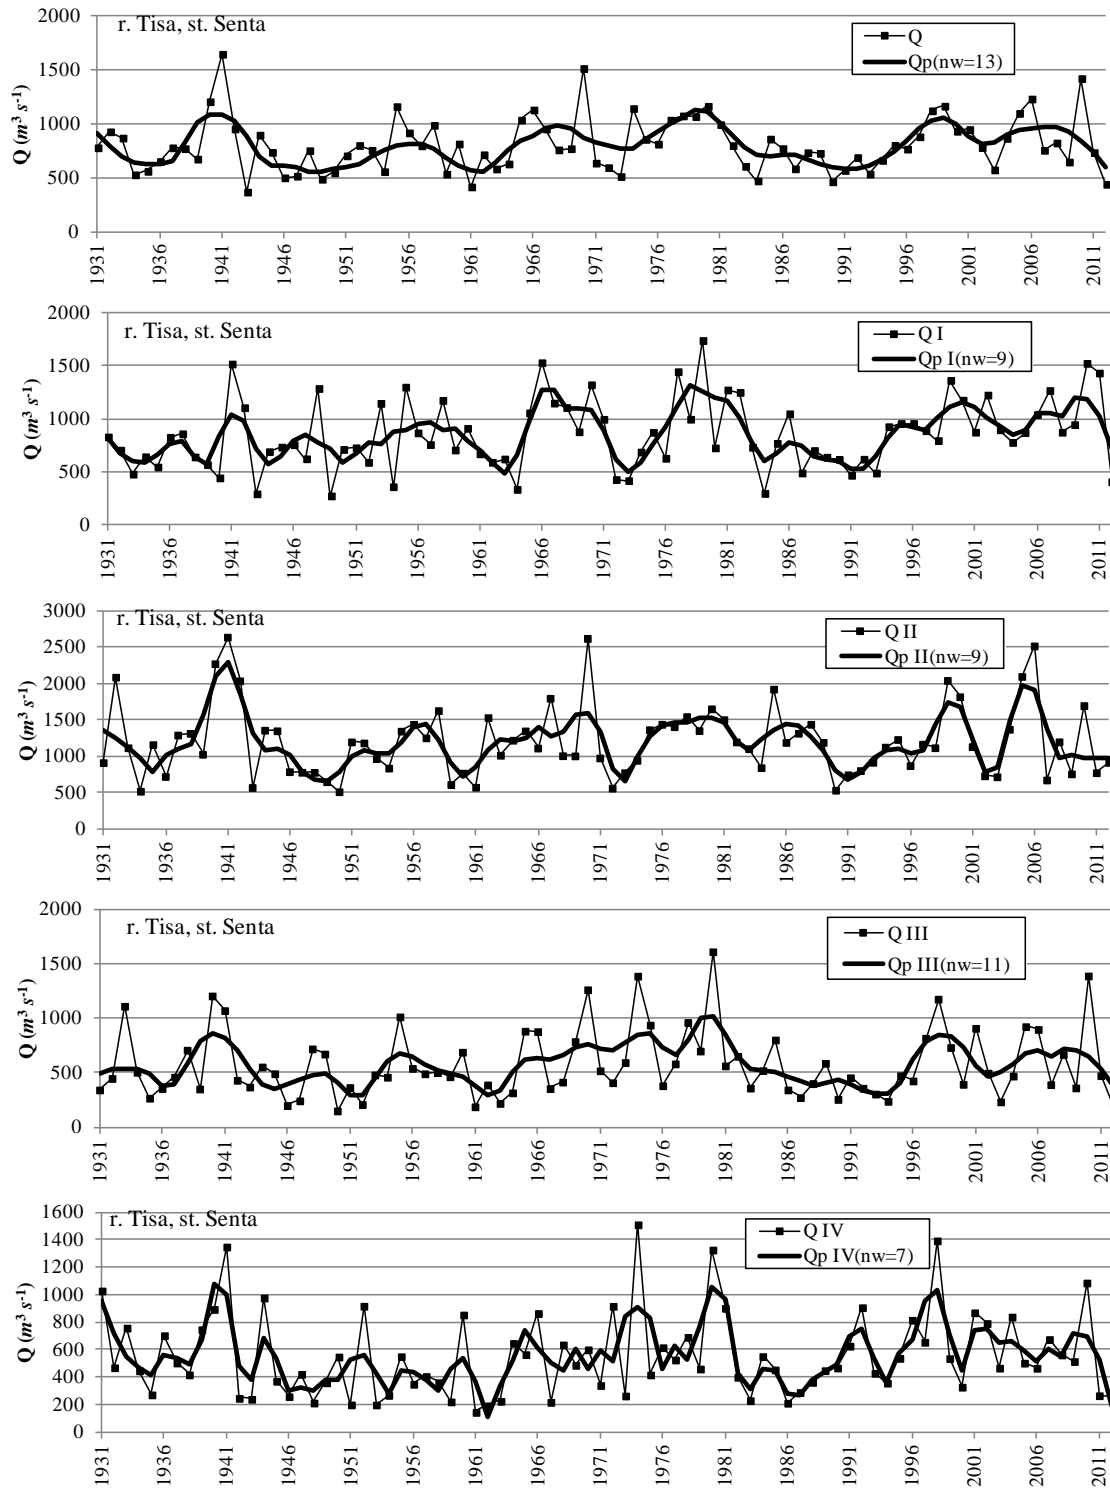 r. Tisa, st. Senta
Q
Qp(nw=13)
Q (m³ s⁻¹)
2000
1500
1000
500
0
1931 1936 1941 1946 1951 1956 1961 1966 1971 1976 1981 1986 1991 1996 2001 2006 2011
r. Tisa, st. Senta
Q I
Qp I(nw=9)
Q (m³ s⁻¹)
2000
1500
1000
500
0
1931 1936 1941 1946 1951 1956 1961 1966 1971 1976 1981 1986 1991 1996 2001 2006 2011
r. Tisa, st. Senta
Q II
Qp II(nw=9)
Q (m³ s⁻¹)
3000
2500
2000
1500
1000
500
0
1931 1936 1941 1946 1951 1956 1961 1966 1971 1976 1981 1986 1991 1996 2001 2006 2011
r. Tisa, st. Senta
Q III
Qp III(nw=11)
Q (m³ s⁻¹)
2000
1500
1000
500
0
1931 1936 1941 1946 1951 1956 1961 1966 1971 1976 1981 1986 1991 1996 2001 2006 2011
r. Tisa, st. Senta
Q IV
Qp IV(nw=7)
Q (m³ s⁻¹)
1600
1400
1200
1000
800
600
400
200
0
1931 1936 1941 1946 1951 1956 1961 1966 1971 1976 1981 1986 1991 1996 2001 2006 2011